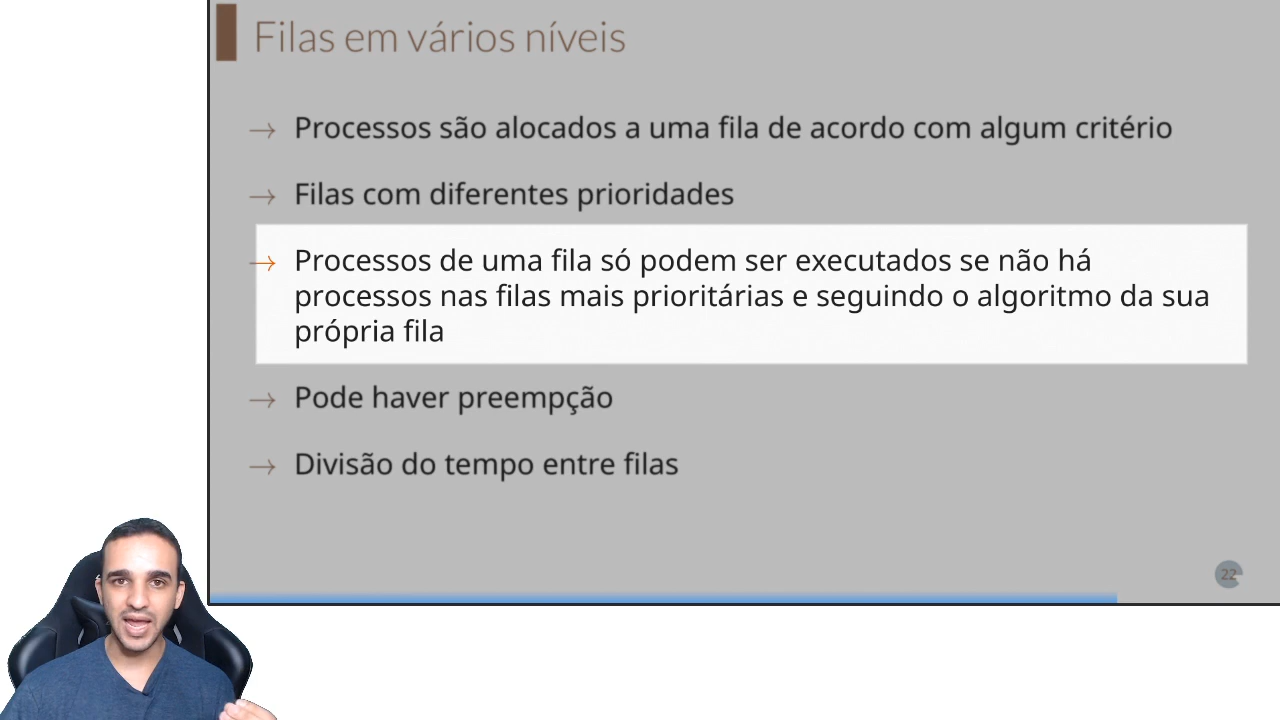 Filas em vários níveis
→ Processos são alocados a uma fila de acordo com algum critério
→ Filas com diferentes prioridades
→ Processos de uma fila só podem ser executados se não há
processos nas filas mais prioritárias e seguindo o algoritmo da sua
própria fila
→ Pode haver preempção
→ Divisão do tempo entre filas
22